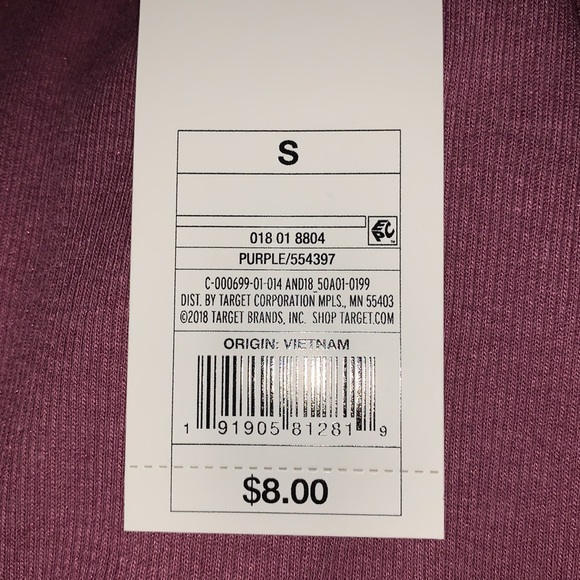 S
EPC™
018 01 8804
PURPLE/554397
C-000699-01-014 AND18_50A01-0199
DIST. BY TARGET CORPORATION MPLS., MN 55403
©2018 TARGET BRANDS, INC. SHOP TARGET.COM
ORIGIN: VIETNAM
1 91905 81281 9
$8.00